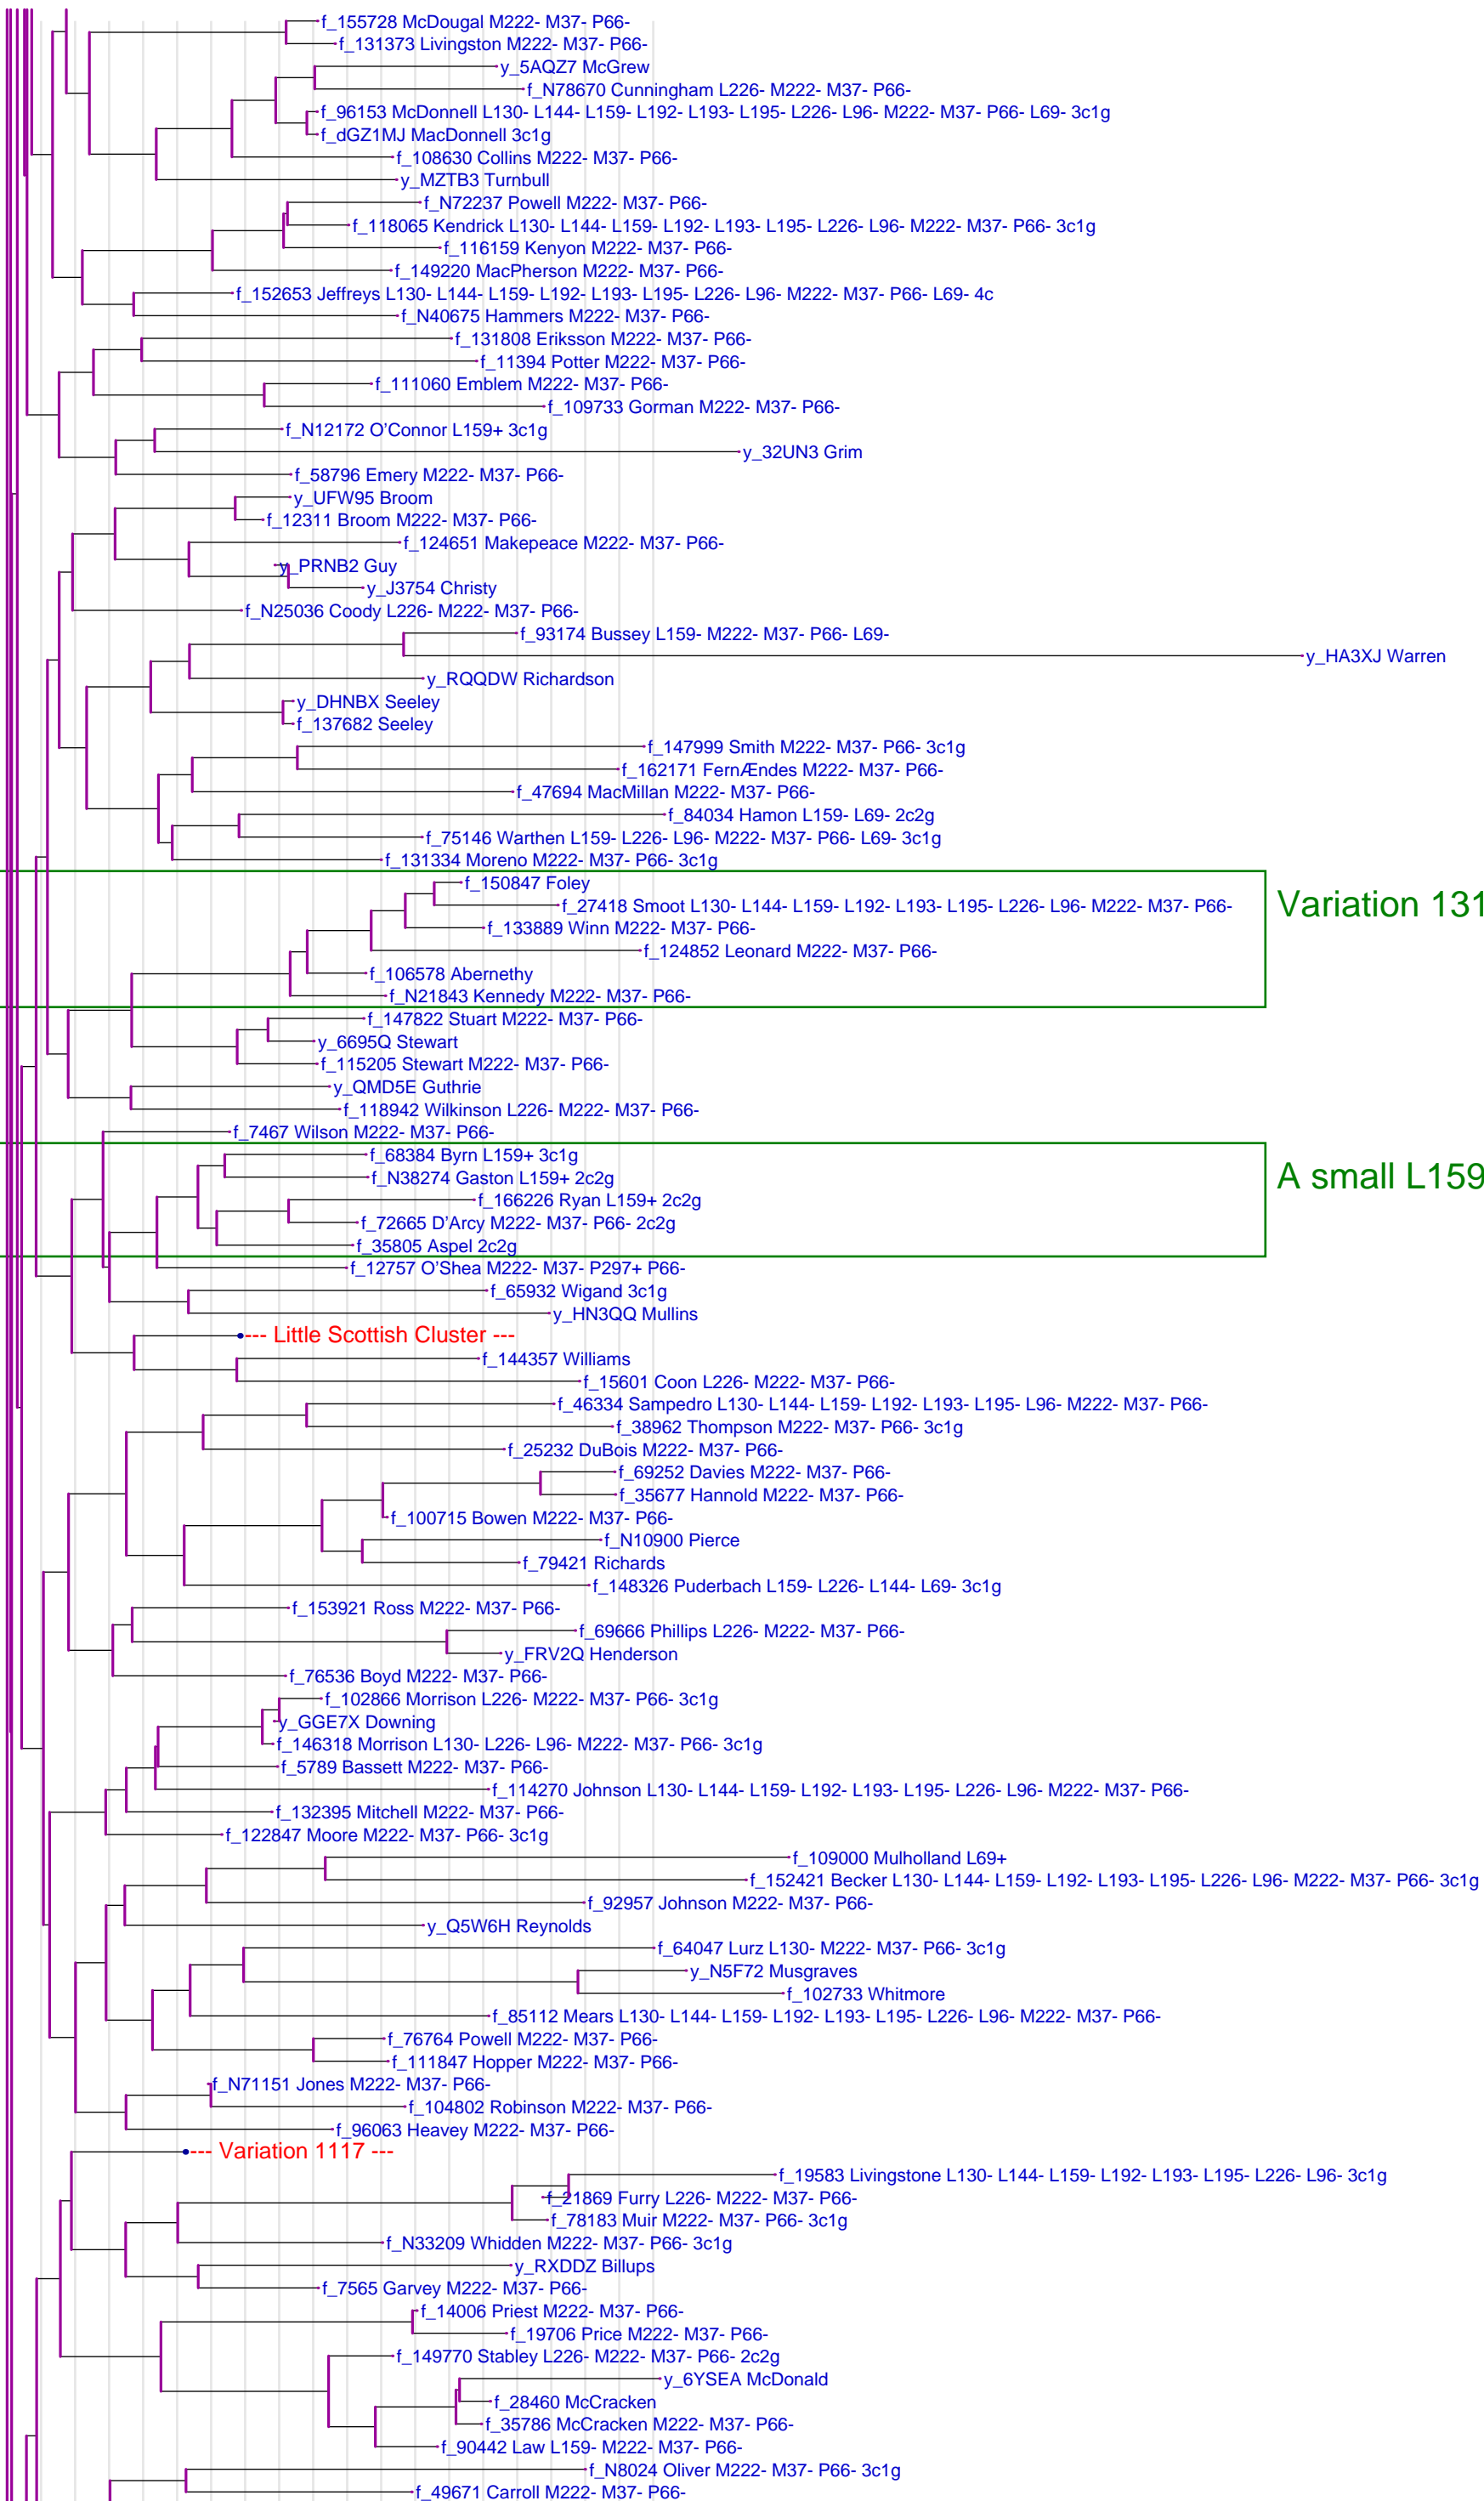 f_155728 McDougal M222- M37- P66-
f_131373 Livingston M222- M37- P66-
y_5AQZ7 McGrew
f_N78670 Cunningham L226- M222- M37- P66-
f_96153 McDonnell L130- L144- L159- L192- L193- L195- L226- L96- M222- M37- P66- L69- 3c1g
f_dGZ1MJ MacDonnell 3c1g
f_108630 Collins M222- M37- P66-
y_MZTB3 Turnbull
f_N72237 Powell M222- M37- P66-
f_118065 Kendrick L130- L144- L159- L192- L193- L195- L226- L96- M222- M37- P66- 3c1g
f_116159 Kenyon M222- M37- P66-
f_149220 MacPherson M222- M37- P66-
f_152653 Jeffreys L130- L144- L159- L192- L193- L195- L226- L96- M222- M37- P66- L69- 4c
f_N40675 Hammers M222- M37- P66-
f_131808 Eriksson M222- M37- P66-
f_11394 Potter M222- M37- P66-
f_111060 Emblem M222- M37- P66-
f_109733 Gorman M222- M37- P66-
f_N12172 O'Connor L159+ 3c1g
y_32UN3 Grim
f_58796 Emery M222- M37- P66-
y_UFW95 Broom
f_12311 Broom M222- M37- P66-
f_124651 Makepeace M222- M37- P66-
y_PRNB2 Guy
y_J3754 Christy
f_N25036 Coody L226- M222- M37- P66-
f_93174 Bussey L159- M222- M37- P66- L69-
y_HA3XJ Warren
y_RQQDW Richardson
y_DHNBX Seeley
f_137682 Seeley
f_147999 Smith M222- M37- P66- 3c1g
f_162171 FernÆndes M222- M37- P66-
f_47694 MacMillan M222- M37- P66-
f_84034 Hamon L159- L69- 2c2g
f_75146 Warthen L159- L226- L96- M222- M37- P66- L69- 3c1g
f_131334 Moreno M222- M37- P66- 3c1g
f_150847 Foley
Variation 131
f_27418 Smoot L130- L144- L159- L192- L193- L195- L226- L96- M222- M37- P66-
f_133889 Winn M222- M37- P66-
f_124852 Leonard M222- M37- P66-
f_106578 Abernethy
f_N21843 Kennedy M222- M37- P66-
f_147822 Stuart M222- M37- P66-
y_6695Q Stewart
f_115205 Stewart M222- M37- P66-
y_QMD5E Guthrie
f_118942 Wilkinson L226- M222- M37- P66-
f_7467 Wilson M222- M37- P66-
f_68384 Byrn L159+ 3c1g
A small L159
f_N38274 Gaston L159+ 2c2g
f_166226 Ryan L159+ 2c2g
f_72665 D'Arcy M222- M37- P66- 2c2g
f_35805 Aspel 2c2g
f_12757 O'Shea M222- M37- P297+ P66-
f_65932 Wigand 3c1g
y_HN3QQ Mullins
--- Little Scottish Cluster ---
f_144357 Williams
f_15601 Coon L226- M222- M37- P66-
f_46334 Sampedro L130- L144- L159- L192- L193- L195- L96- M222- M37- P66-
f_38962 Thompson M222- M37- P66- 3c1g
f_25232 DuBois M222- M37- P66-
f_69252 Davies M222- M37- P66-
f_35677 Hannold M222- M37- P66-
f_100715 Bowen M222- M37- P66-
f_N10900 Pierce
f_79421 Richards
f_148326 Puderbach L159- L226- L144- L69- 3c1g
f_153921 Ross M222- M37- P66-
f_69666 Phillips L226- M222- M37- P66-
y_FRV2Q Henderson
f_76536 Boyd M222- M37- P66-
f_102866 Morrison L226- M222- M37- P66- 3c1g
y_GGE7X Downing
f_146318 Morrison L130- L226- L96- M222- M37- P66- 3c1g
f_5789 Bassett M222- M37- P66-
f_114270 Johnson L130- L144- L159- L192- L193- L195- L226- L96- M222- M37- P66-
f_132395 Mitchell M222- M37- P66-
f_122847 Moore M222- M37- P66- 3c1g
f_109000 Mulholland L69+
f_152421 Becker L130- L144- L159- L192- L193- L195- L226- L96- M222- M37- P66- 3c1g
f_92957 Johnson M222- M37- P66-
y_Q5W6H Reynolds
f_64047 Lurz L130- M222- M37- P66- 3c1g
y_N5F72 Musgraves
f_102733 Whitmore
f_85112 Mears L130- L144- L159- L192- L193- L195- L226- L96- M222- M37- P66-
f_76764 Powell M222- M37- P66-
f_111847 Hopper M222- M37- P66-
f_N71151 Jones M222- M37- P66-
f_104802 Robinson M222- M37- P66-
f_96063 Heavey M222- M37- P66-
--- Variation 1117 ---
f_19583 Livingstone L130- L144- L159- L192- L193- L195- L226- L96- 3c1g
f_21869 Furry L226- M222- M37- P66-
f_78183 Muir M222- M37- P66- 3c1g
f_N33209 Whidden M222- M37- P66- 3c1g
y_RXDDZ Billups
f_7565 Garvey M222- M37- P66-
f_14006 Priest M222- M37- P66-
f_19706 Price M222- M37- P66-
f_149770 Stabley L226- M222- M37- P66- 2c2g
y_6YSEA McDonald
f_28460 McCracken
f_35786 McCracken M222- M37- P66-
f_90442 Law L159- M222- M37- P66-
f_N8024 Oliver M222- M37- P66- 3c1g
f_49671 Carroll M222- M37- P66-